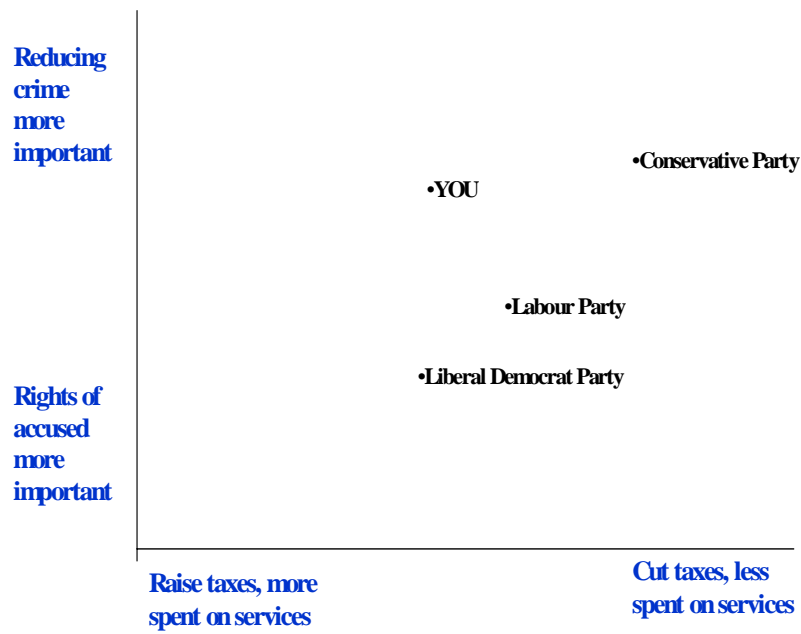 Reducing
crime
more
important
•Conservative Party
•YOU
•Labour Party
•Liberal Democrat Party
Rights of
accused
more
important
Raise taxes, more
spent on services
Cut taxes, less
spent on services